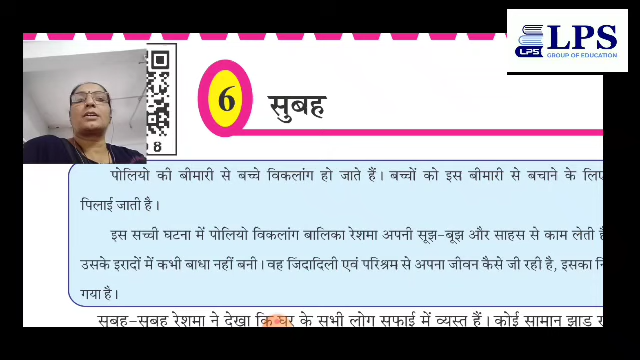 LPS
LPS
GROUP OF EDUCATION
8
6
सुबह
पोलियो की बीमारी से बच्चे विकलांग हो जाते हैं। बच्चों को इस बीमारी से बचाने के लिए
पिलाई जाती है।
इस सच्ची घटना में पोलियो विकलांग बालिका रेशमा अपनी सूझ-बूझ और साहस से काम लेती
उसके इरादों में कभी बाधा नहीं बनी। वह जिंदादिली एवं परिश्रम से अपना जीवन कैसे जी रही है, इसका
गया है।
सुबह-सुबह रेशमा ने देखा कि घर के सभी लोग सफाई में व्यस्त हैं। कोई सामान झाड़